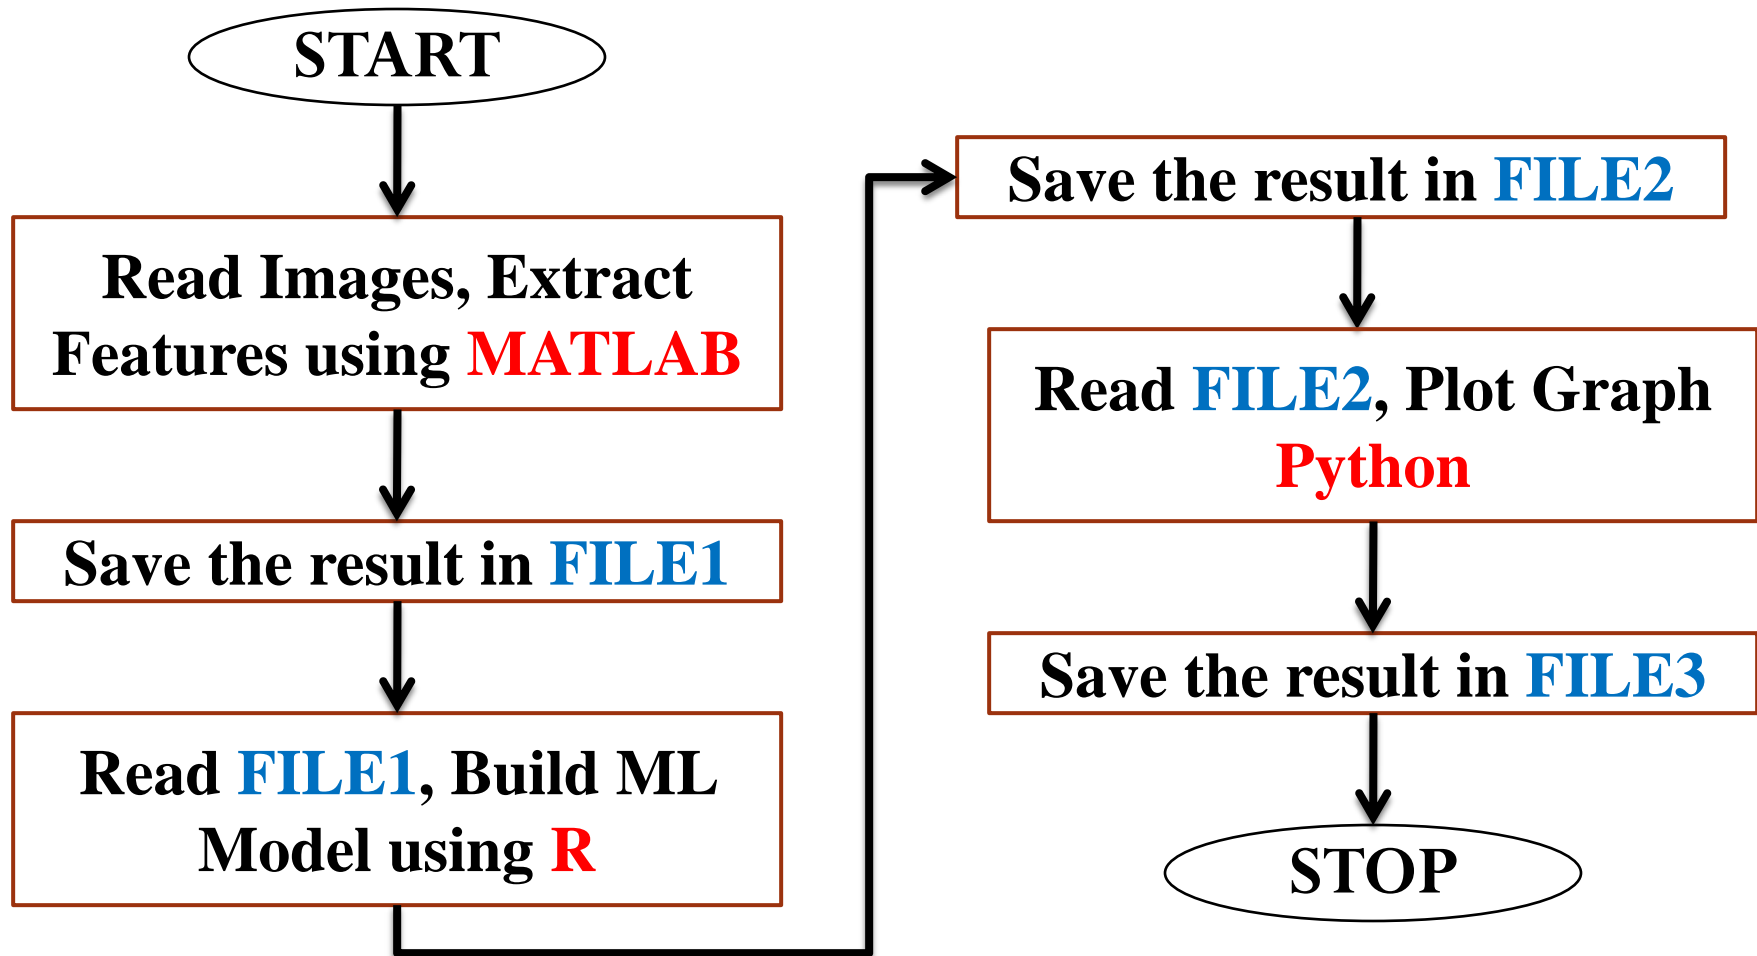 START
Read Images, Extract
Features using MATLAB
Save the result in FILE1
Read FILE1, Build ML
Model using R
Save the result in FILE2
Read FILE2, Plot Graph
Python
Save the result in FILE3
STOP